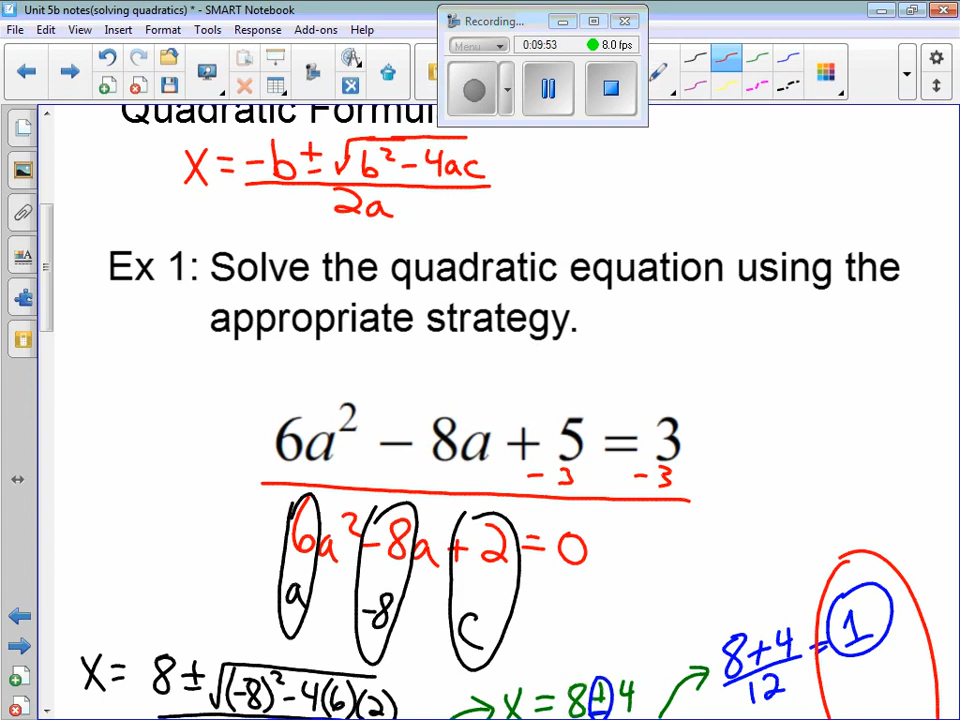 Unit 5b notes(solving quadratics) * - SMART Notebook
Recording...
File Edit View Insert Format Tools Response Add-ons Help
Menu 0:09:53 8.0 fps
Quadratic Formul
X = -b ± √b² - 4ac
2a
Ex 1: Solve the quadratic equation using the
appropriate strategy.
6a² − 8a + 5 = 3
- 3 - 3
6a² - 8a + 2 = 0
a -8 C
8 + 4 = 1
12
X = 8 ± √(-8)² - 4(6)(2)
→ X = 8 ± 4